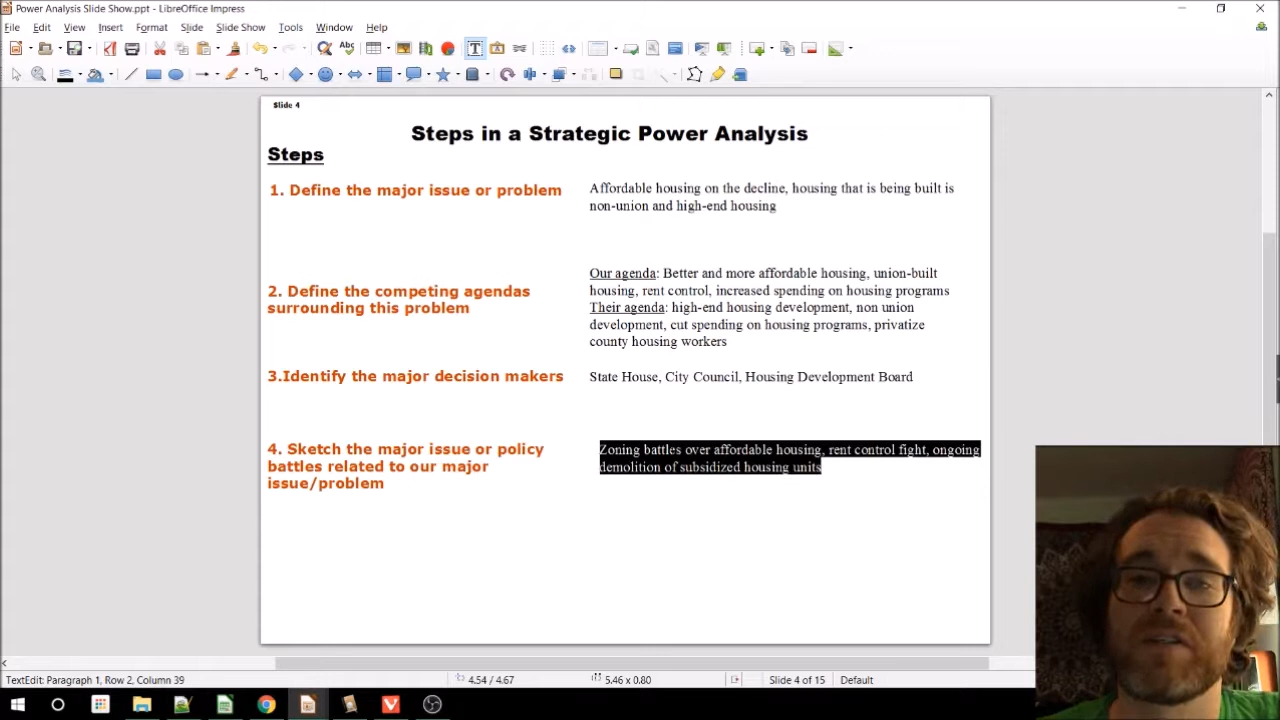 Power Analysis Slide Show.ppt - LibreOffice Impress
File Edit View Insert Format Slide Slide Show Tools Window Help
Slide 4
Steps in a Strategic Power Analysis
Steps
1. Define the major issue or problem
Affordable housing on the decline, housing that is being built is
non-union and high-end housing
2. Define the competing agendas
surrounding this problem
Our agenda: Better and more affordable housing, union-built
housing, rent control, increased spending on housing programs
Their agenda: high-end housing development, non union
development, cut spending on housing programs, privatize
county housing workers
3.Identify the major decision makers
State House, City Council, Housing Development Board
4. Sketch the major issue or policy
battles related to our major
issue/problem
Zoning battles over affordable housing, rent control fight, ongoing
demolition of subsidized housing units
TextEdit: Paragraph 1, Row 2, Column 39
4.54 / 4.67
5.46 x 0.80
Slide 4 of 15
Default